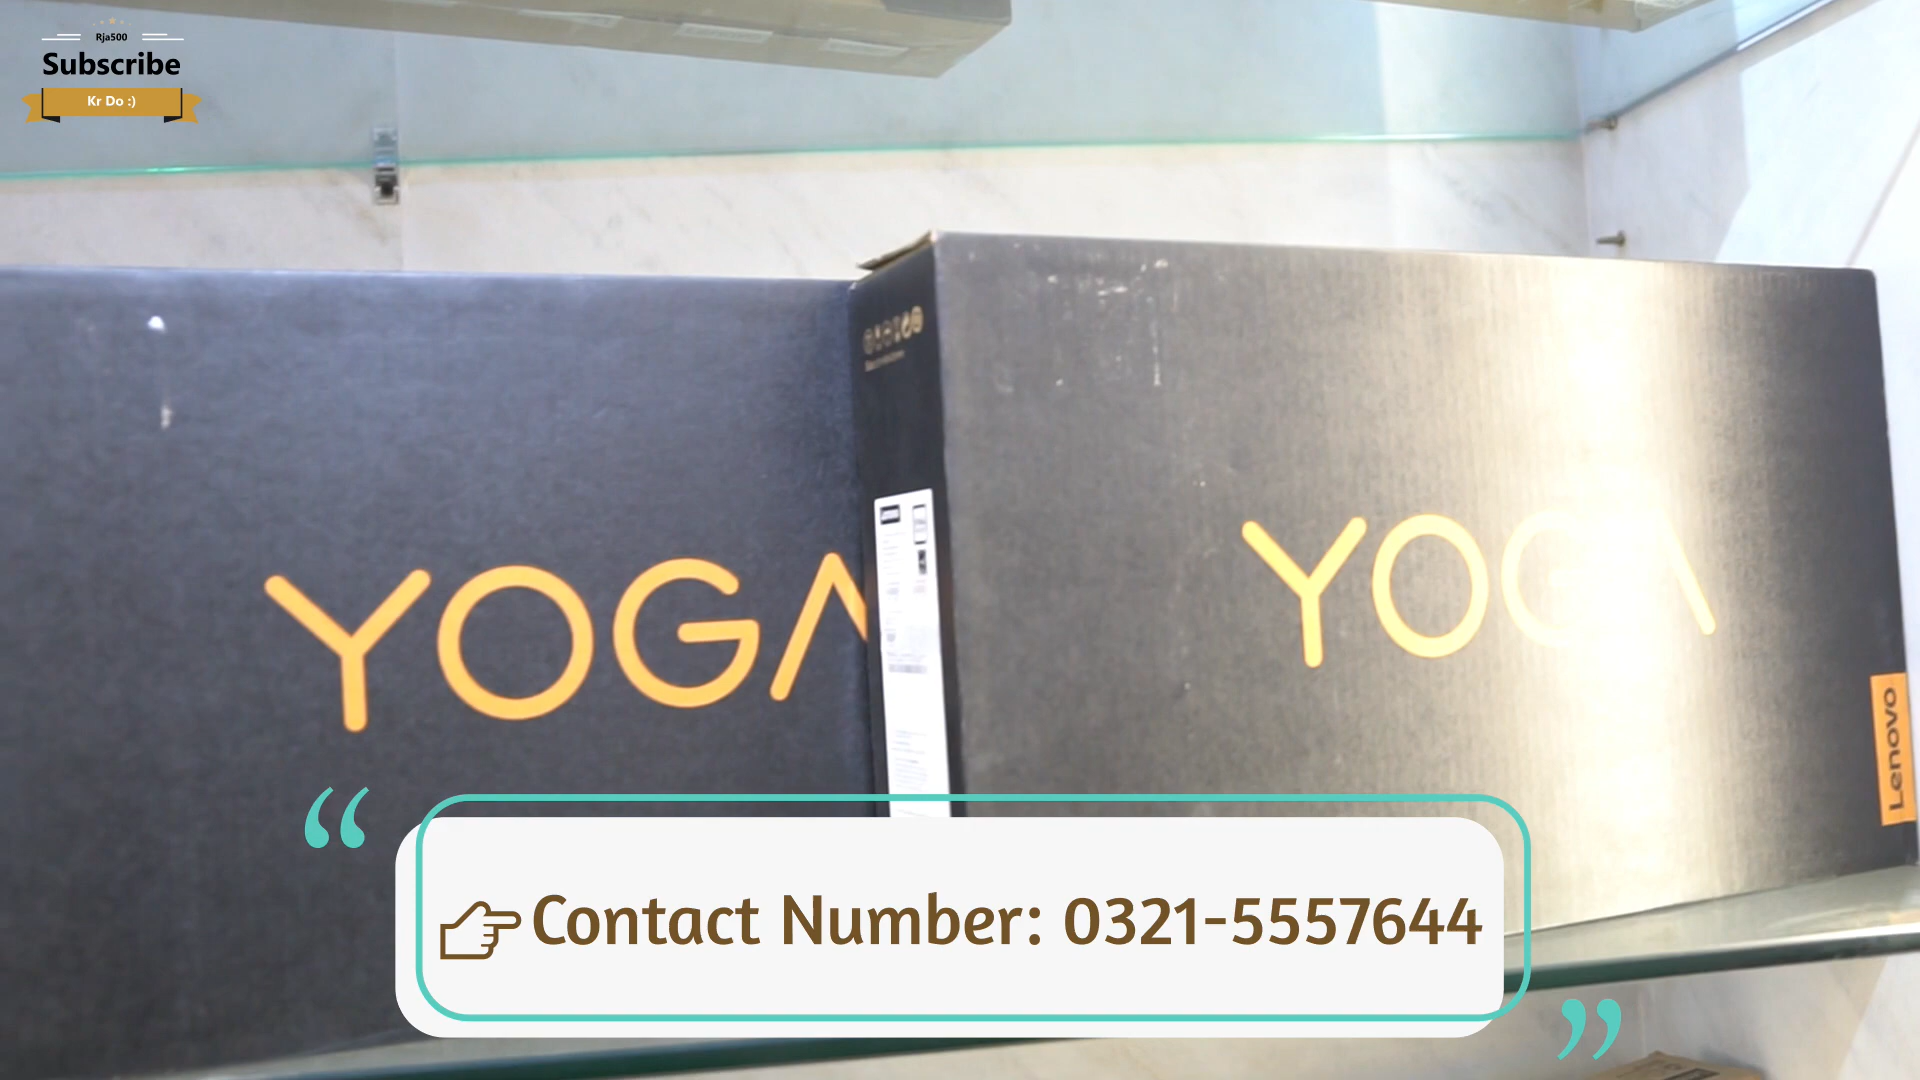 Rja500
Subscribe
Kr Do :)
YOGA
YOGA
Lenovo
Contact Number: 0321-5557644